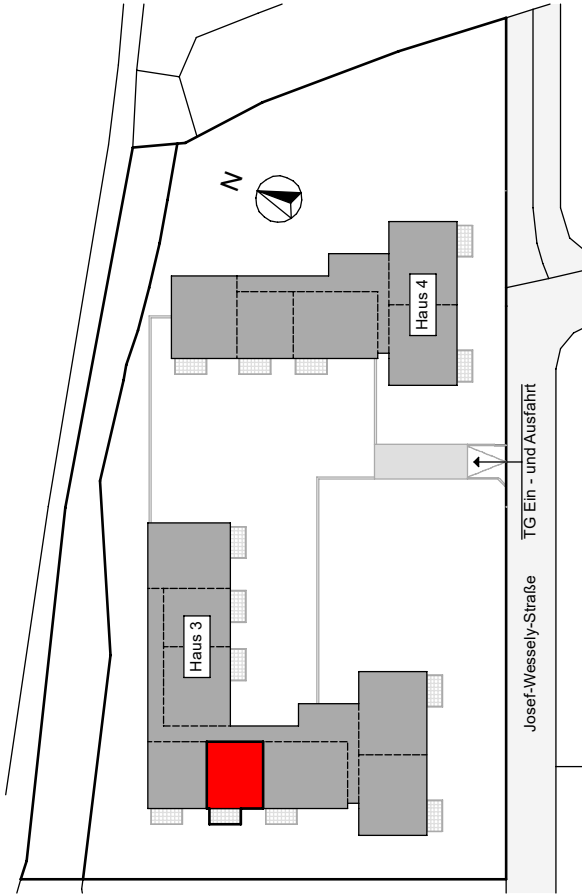 N
Haus 4
Haus 3
TG Ein - und Ausfahrt
Josef-Wessely-Straße